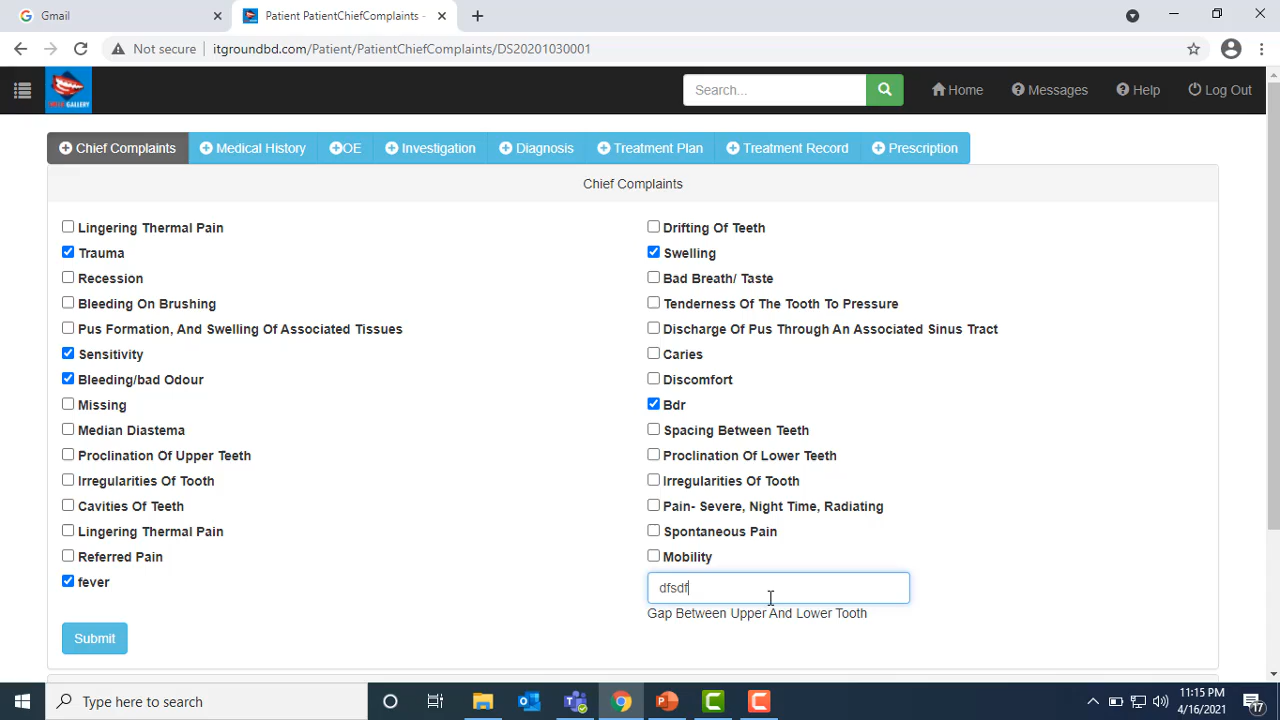 Gmail
Patient PatientChiefComplaints -
Not secure
itgroundbd.com/Patient/PatientChiefComplaints/DS20201030001
GALLERY
Search...
Home
Messages
Help
Log Out
Chief Complaints
Medical History
OE
Investigation
Diagnosis
Treatment Plan
Treatment Record
Prescription
Chief Complaints
Lingering Thermal Pain
Drifting Of Teeth
Trauma
Swelling
Recession
Bad Breath/ Taste
Bleeding On Brushing
Tenderness Of The Tooth To Pressure
Pus Formation, And Swelling Of Associated Tissues
Discharge Of Pus Through An Associated Sinus Tract
Sensitivity
Caries
Bleeding/bad Odour
Discomfort
Missing
Bdr
Median Diastema
Spacing Between Teeth
Proclination Of Upper Teeth
Proclination Of Lower Teeth
Irregularities Of Tooth
Irregularities Of Tooth
Cavities Of Teeth
Pain- Severe, Night Time, Radiating
Lingering Thermal Pain
Spontaneous Pain
Referred Pain
Mobility
fever
dfsdf
Gap Between Upper And Lower Tooth
Submit
Type here to search
11:15 PM
4/16/2021
17